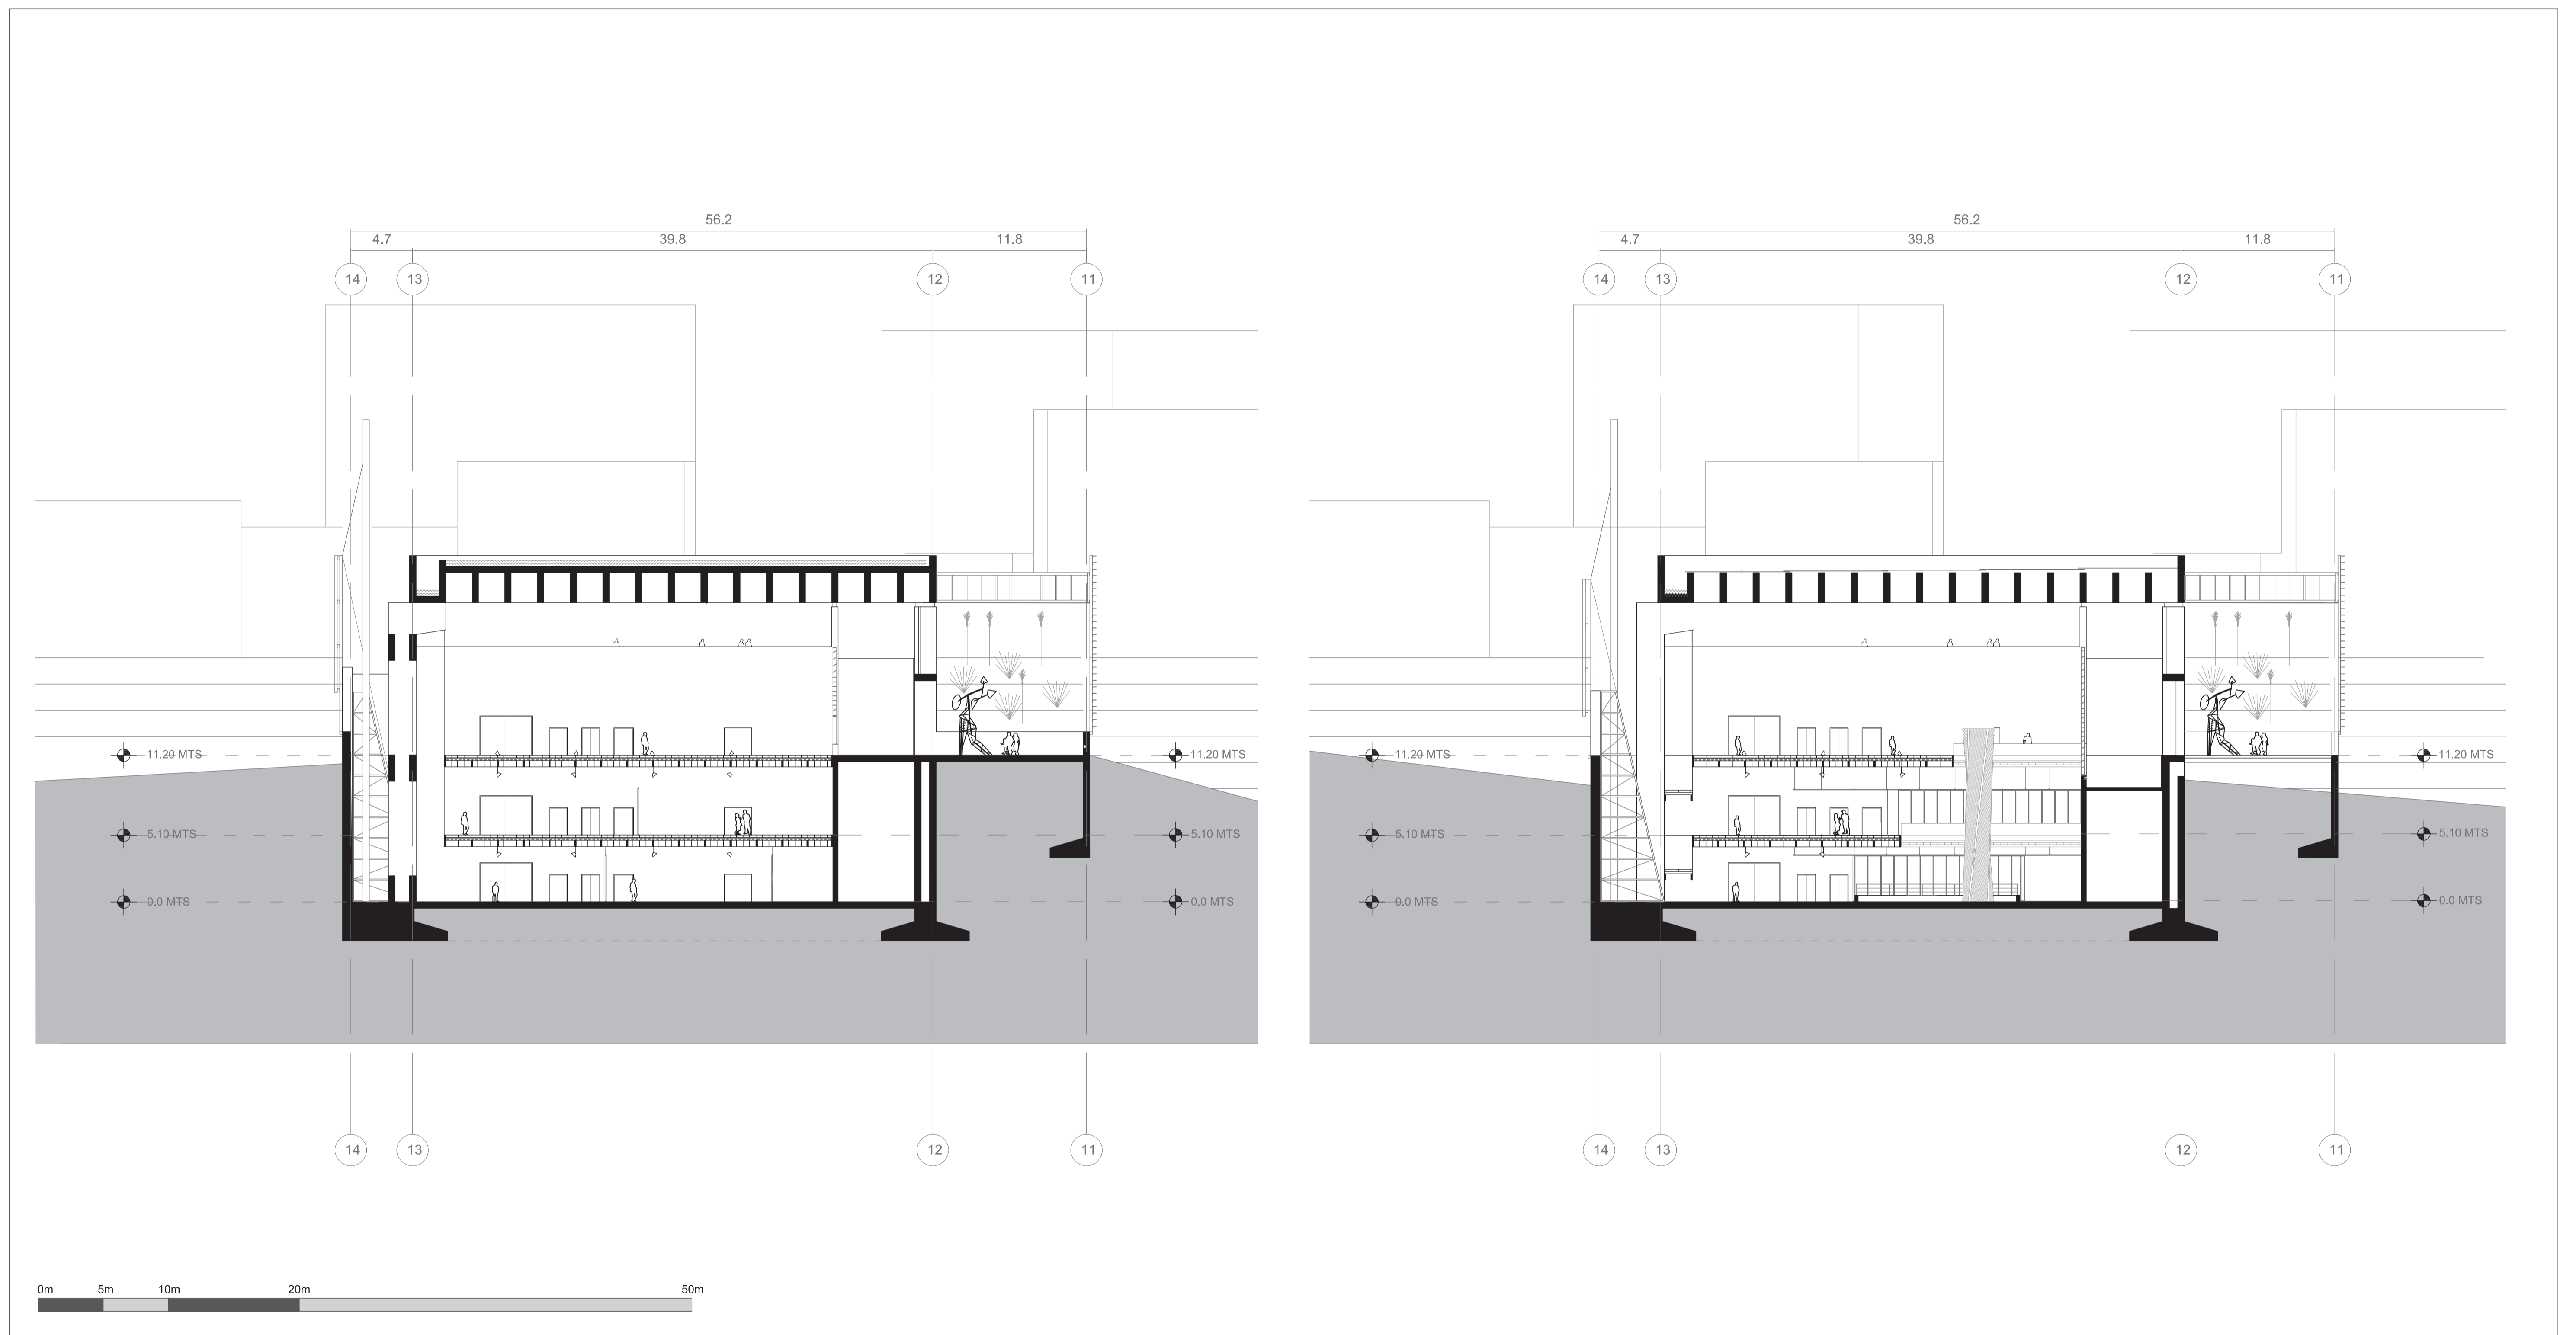 56.2 56.2
4.7 39.8 11.8 4.7 39.8 11.8
14 13 12 11 14 13 12 11
11.20 MTS 11.20 MTS 11.20 MTS 11.20 MTS
5.10 MTS 5.10 MTS 5.10 MTS 5.10 MTS
0.0 MTS 0.0 MTS 0.0 MTS 0.0 MTS
14 13 12 11 14 13 12 11
0m 5m 10m 20m 50m